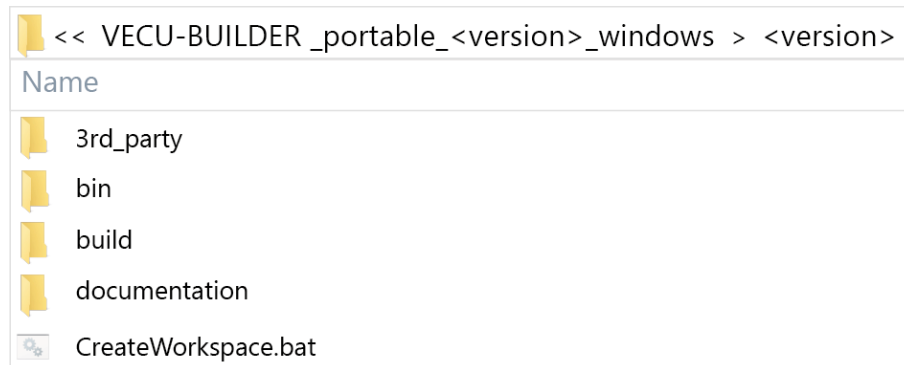 << VECU-BUILDER _portable_<version>_windows > <version>
Name
3rd_party
bin
build
documentation
CreateWorkspace.bat